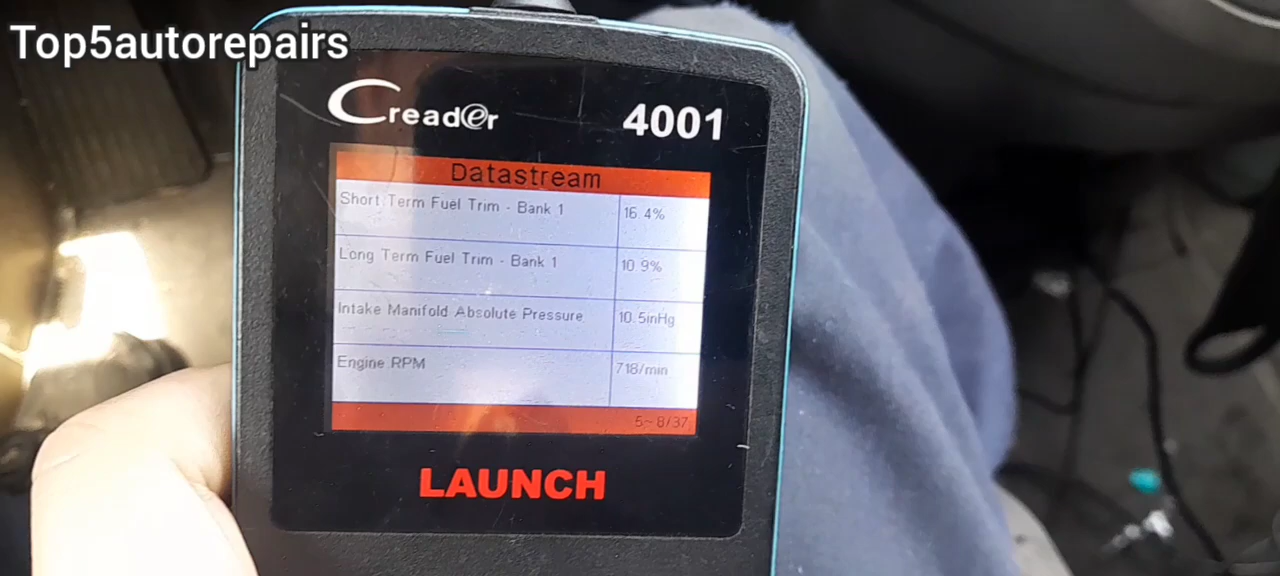 Top5autorepairs
Creader 4001
Datastream
Short Term Fuel Trim - Bank 1 16.4%
Long Term Fuel Trim - Bank 1 10.9%
Intake Manifold Absolute Pressure 10.5inHg
Engine RPM 718/min
5~8/37
LAUNCH